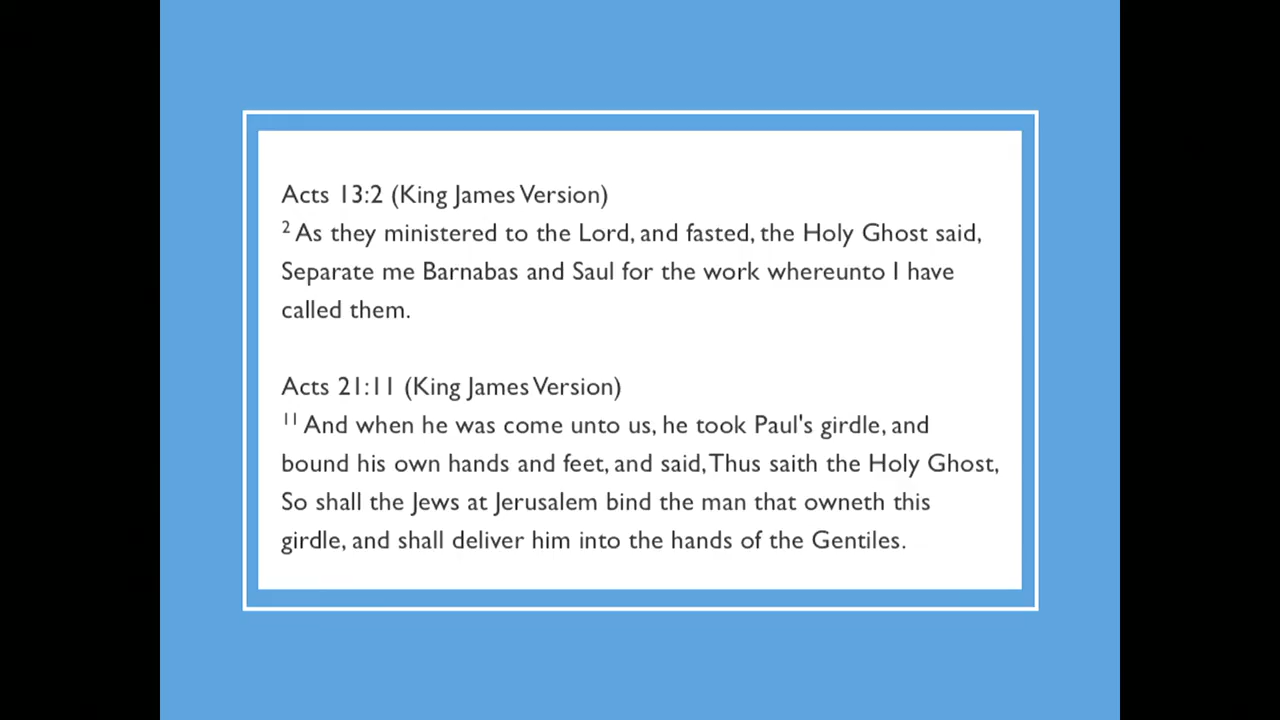 Acts 13:2 (King James Version)
2 As they ministered to the Lord, and fasted, the Holy Ghost said,
Separate me Barnabas and Saul for the work whereunto I have
called them.
Acts 21:11 (King James Version)
11 And when he was come unto us, he took Paul's girdle, and
bound his own hands and feet, and said, Thus saith the Holy Ghost,
So shall the Jews at Jerusalem bind the man that owneth this
girdle, and shall deliver him into the hands of the Gentiles.